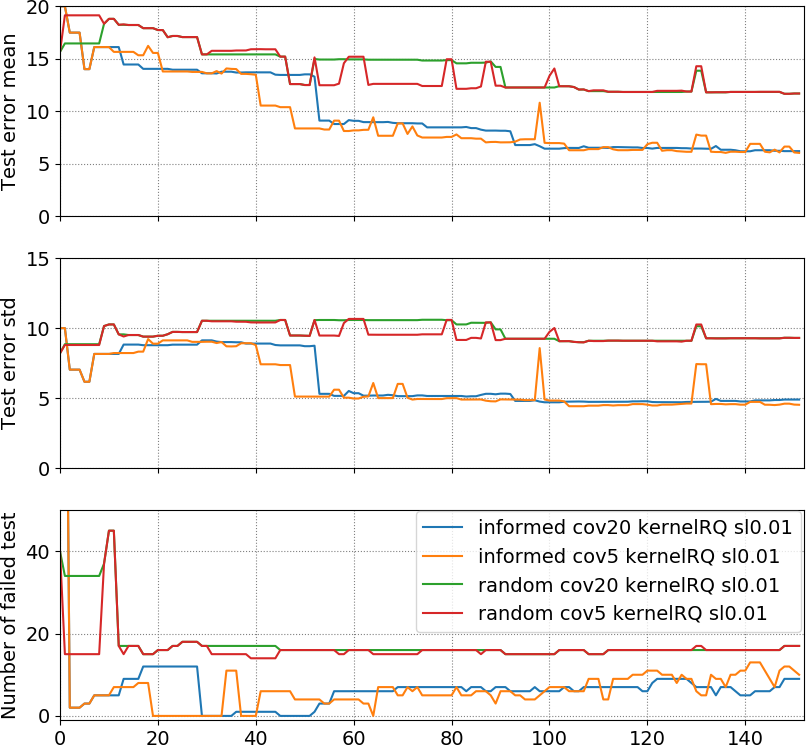 20
15
10
5
0
Test error mean
15
10
5
0
Test error std
40
20
0
Number of failed test
informed cov20 kernelRQ sl0.01
informed cov5 kernelRQ sl0.01
random cov20 kernelRQ sl0.01
random cov5 kernelRQ sl0.01
0 20 40 60 80 100 120 140